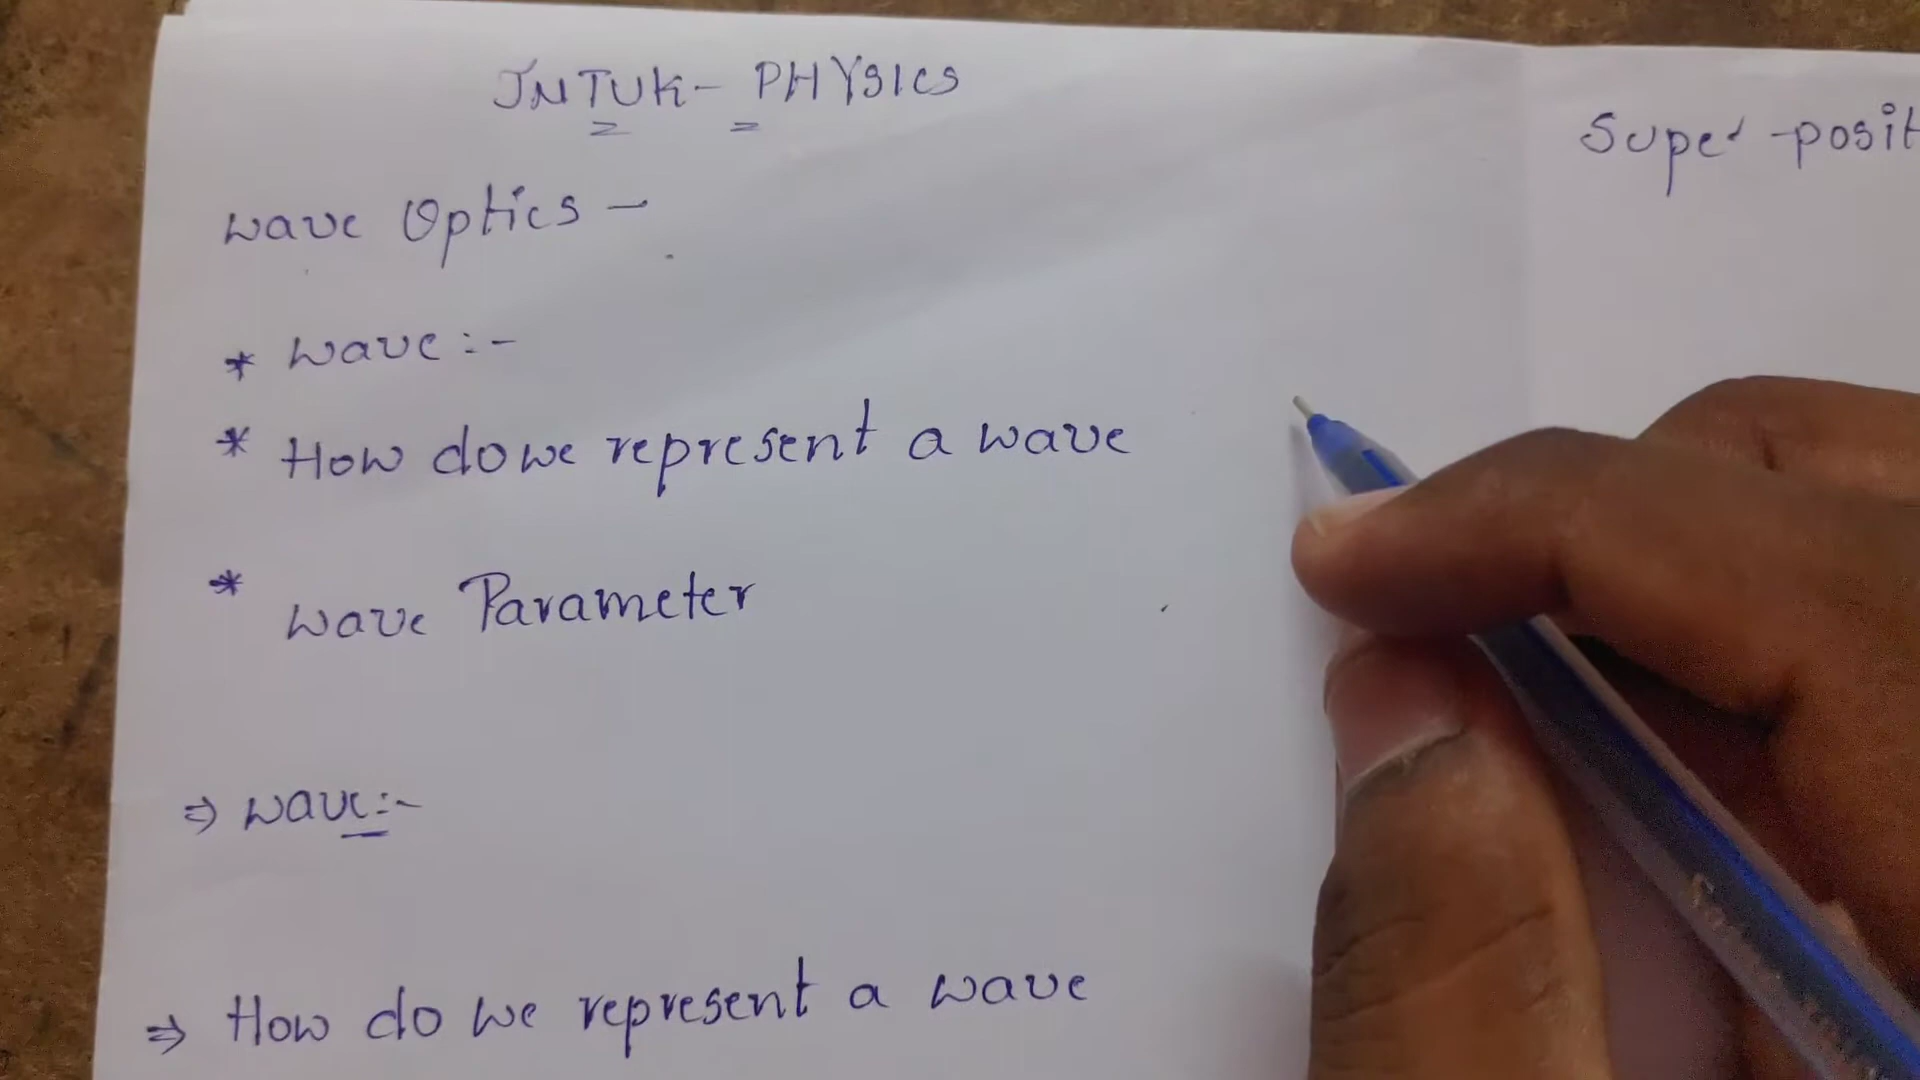 JNTUK- PHYSICS
wave Optics -
* wave:-
* How do we represent a wave
* wave Parameter
⇒ wave:-
⇒ How do we represent a wave
Super-posit